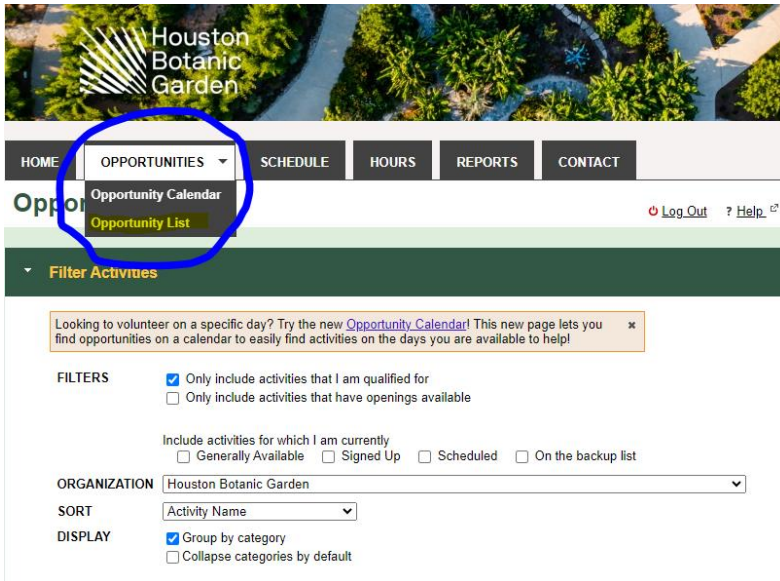 Houston
Botanic
Garden
HOME OPPORTUNITIES SCHEDULE HOURS REPORTS CONTACT
Opportunity Calendar
Opportunity List
Oppor
Log Out ? Help
Filter Activities
Looking to volunteer on a specific day? Try the new Opportunity Calendar! This new page lets you
find opportunities on a calendar to easily find activities on the days you are available to help!
FILTERS Only include activities that I am qualified for
Only include activities that have openings available
Include activities for which I am currently
Generally Available Signed Up Scheduled On the backup list
ORGANIZATION Houston Botanic Garden
SORT Activity Name
DISPLAY Group by category
Collapse categories by default